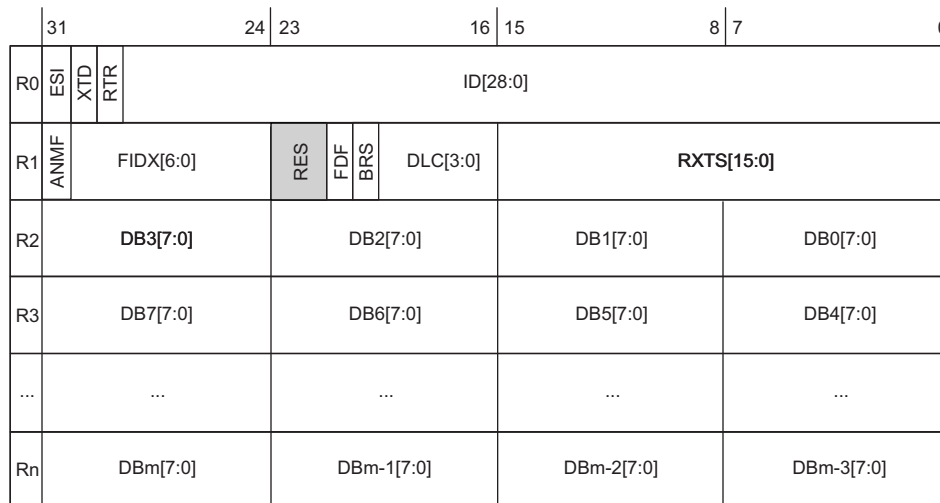 31 24 23 16 15 8 7
R0 ESI XTD RTR ID[28:0]
R1 ANMF FIDX[6:0] RES FDF BRS DLC[3:0] RXTS[15:0]
R2 DB3[7:0] DB2[7:0] DB1[7:0] DB0[7:0]
R3 DB7[7:0] DB6[7:0] DB5[7:0] DB4[7:0]
... ... ... ... ...
Rn DBm[7:0] DBm-1[7:0] DBm-2[7:0] DBm-3[7:0]